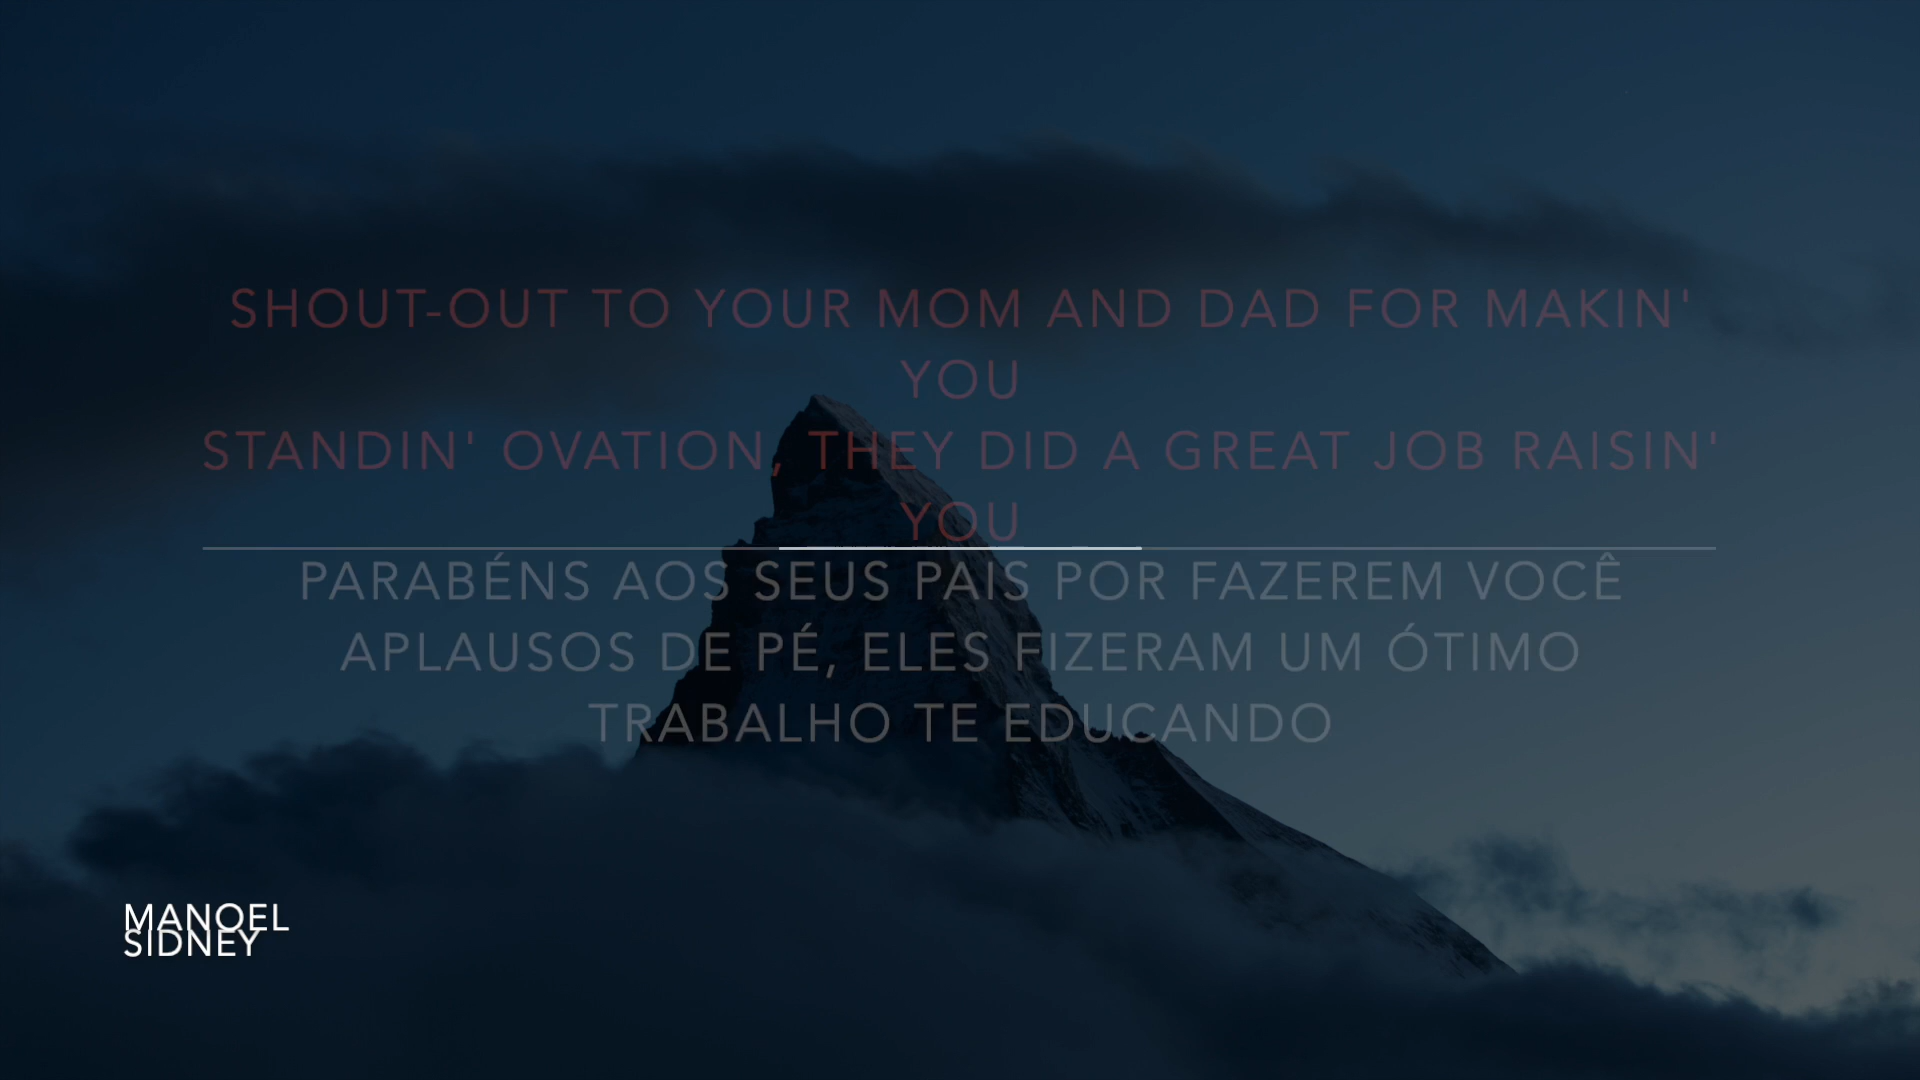 SHOUT-OUT TO YOUR MOM AND DAD FOR MAKIN'
YOU
STANDIN' OVATION, THEY DID A GREAT JOB RAISIN'
YOU
PARABÉNS AOS SEUS PAIS POR FAZEREM VOCÊ
APLAUSOS DE PÉ, ELES FIZERAM UM ÓTIMO
TRABALHO TE EDUCANDO
MANOEL
SIDNEY